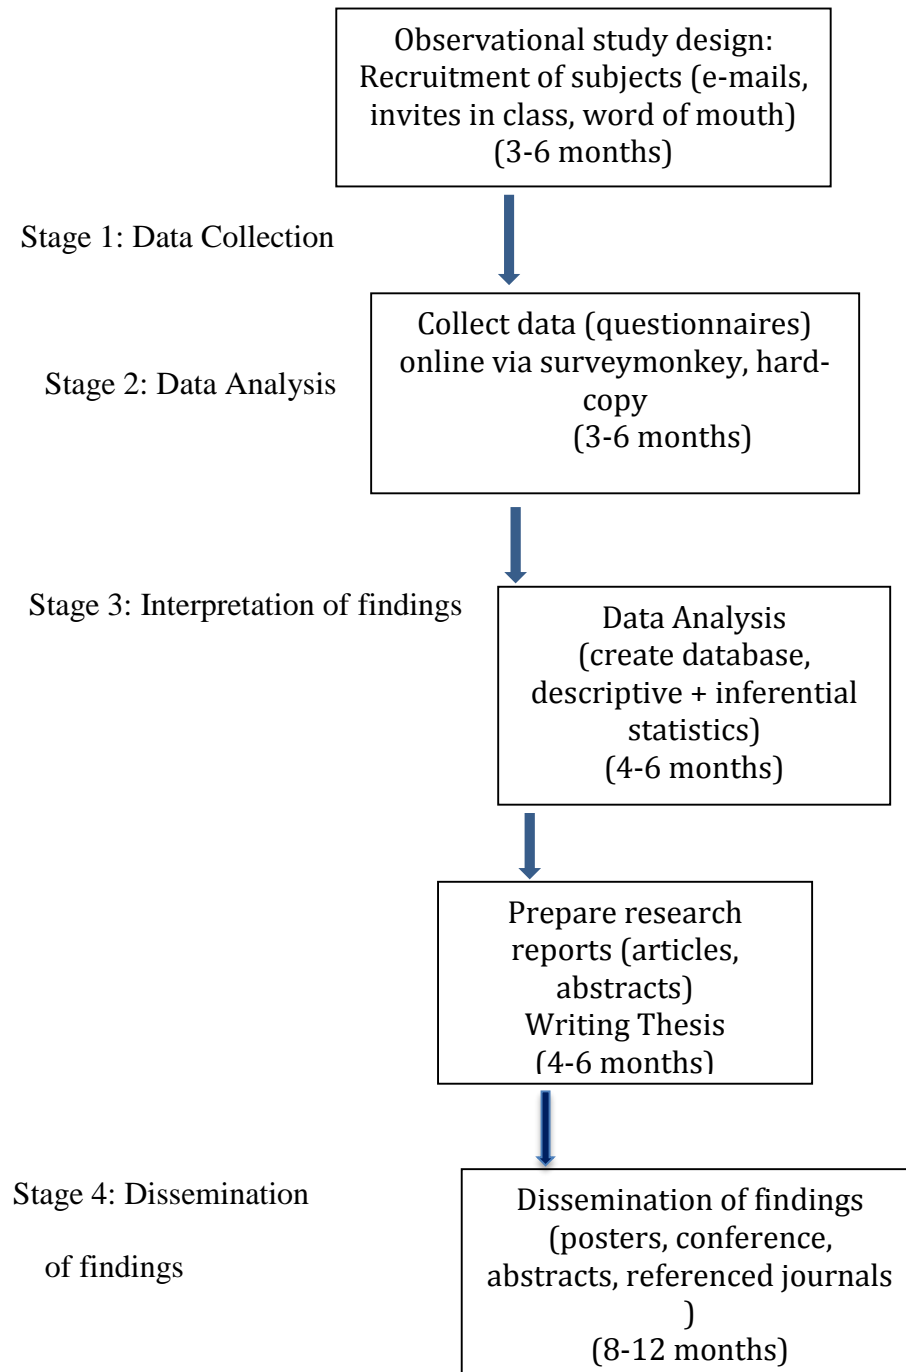 Observational study design:
Recruitment of subjects (e-mails,
invites in class, word of mouth)
(3-6 months)
Stage 1: Data Collection
Collect data (questionnaires)
online via surveymonkey, hard-
copy
(3-6 months)
Stage 2: Data Analysis
Stage 3: Interpretation of findings
Data Analysis
(create database,
descriptive + inferential
statistics)
(4-6 months)
Prepare research
reports (articles,
abstracts)
Writing Thesis
(4-6 months)
Stage 4: Dissemination
of findings
Dissemination of findings
(posters, conference,
abstracts, referenced journals
)
(8-12 months)